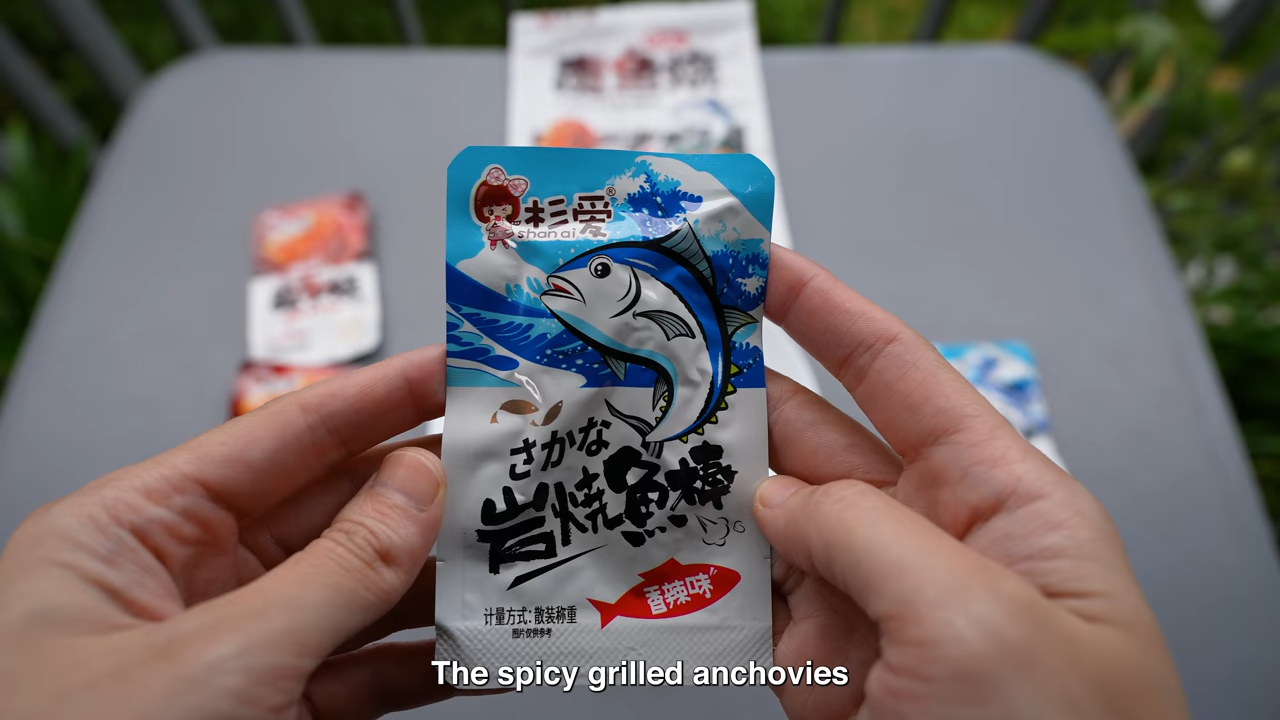 杉爱®
shan ai
さかな
岩焼魚棒
香辣味
计量方式：散装称重
图片仅供参考
The spicy grilled anchovies